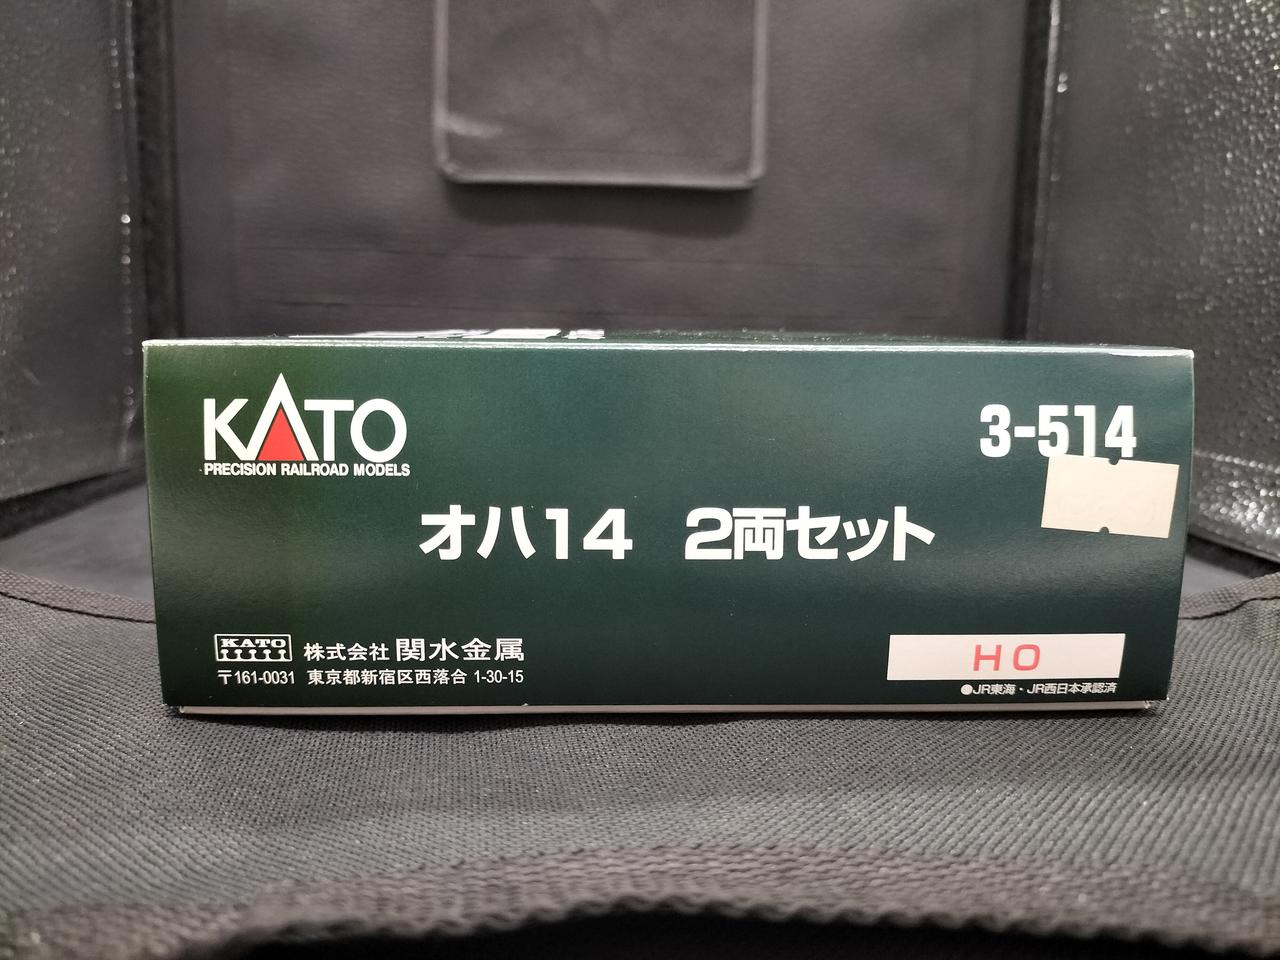 KATO
PRECISION RAILROAD MODELS
3-514
オハ14 2両セット
KATO
株式会社 関水金属
〒161-0031 東京都新宿区西落合 1-30-15
HO
●JR東海・JR西日本承認済